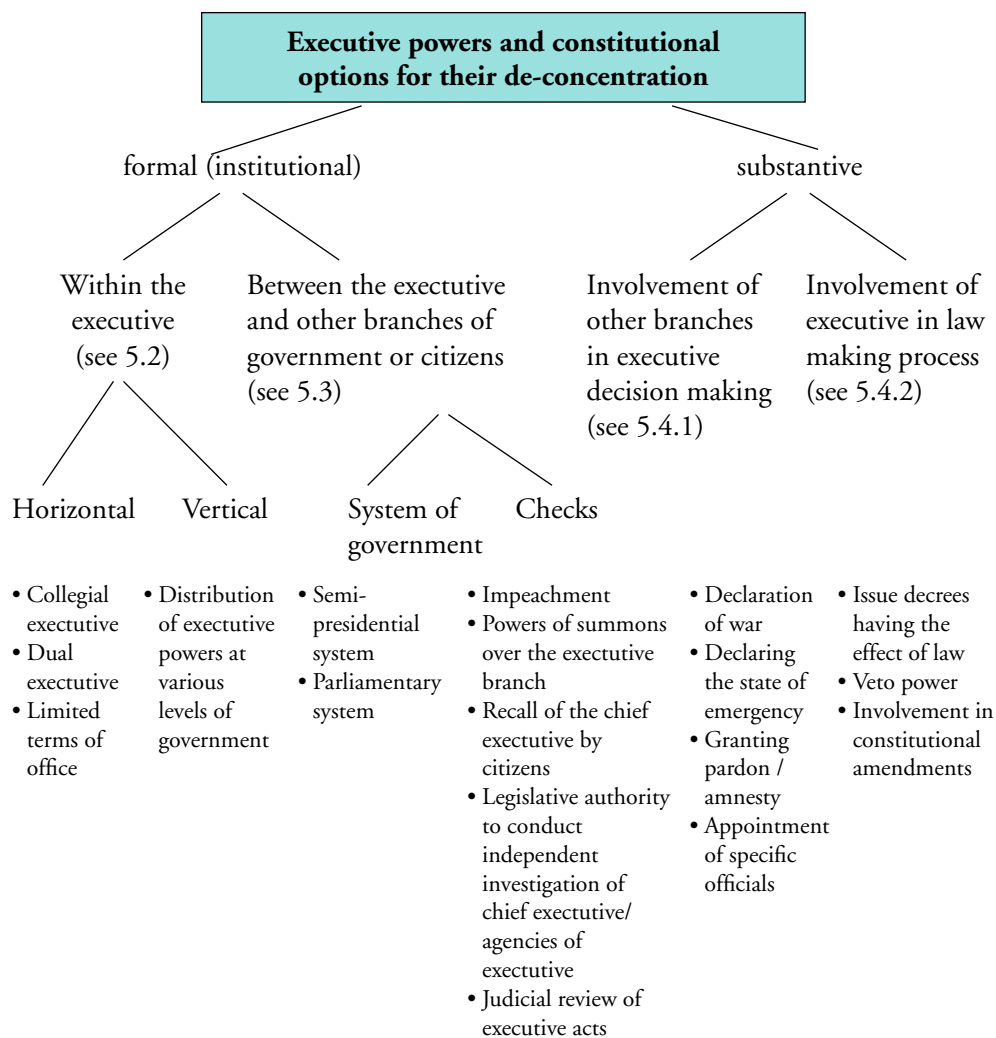 Executive powers and constitutional
options for their de-concentration
formal (institutional)
substantive
Within the
executive
(see 5.2)
Between the exectutive
and other branches of
government or citizens
(see 5.3)
Involvement of
other branches
in executive
decision making
(see 5.4.1)
Involvement of
executive in law
making process
(see 5.4.2)
Horizontal
Vertical
System of
government
Checks
• Collegial
exectutive
• Dual
exectutive
• Limited
terms of
office
• Distribution
of exectutive
powers at
various
levels of
government
• Semi-
presidential
system
• Parliamentary
system
• Impeachment
• Powers of summons
over the exectutive
branch
• Recall of the chief
exectutive by
citizens
• Legislative authority
to conduct
independent
investigation of
chief exectutive/
agencies of
exectutive
• Judicial review of
executive acts
• Declaration
of war
• Declaring
the state of
emergency
• Granting
pardon /
amnesty
• Appointment
of specific
officials
• Issue decrees
having the
effect of law
• Veto power
• Involvement in
constitutional
amendments